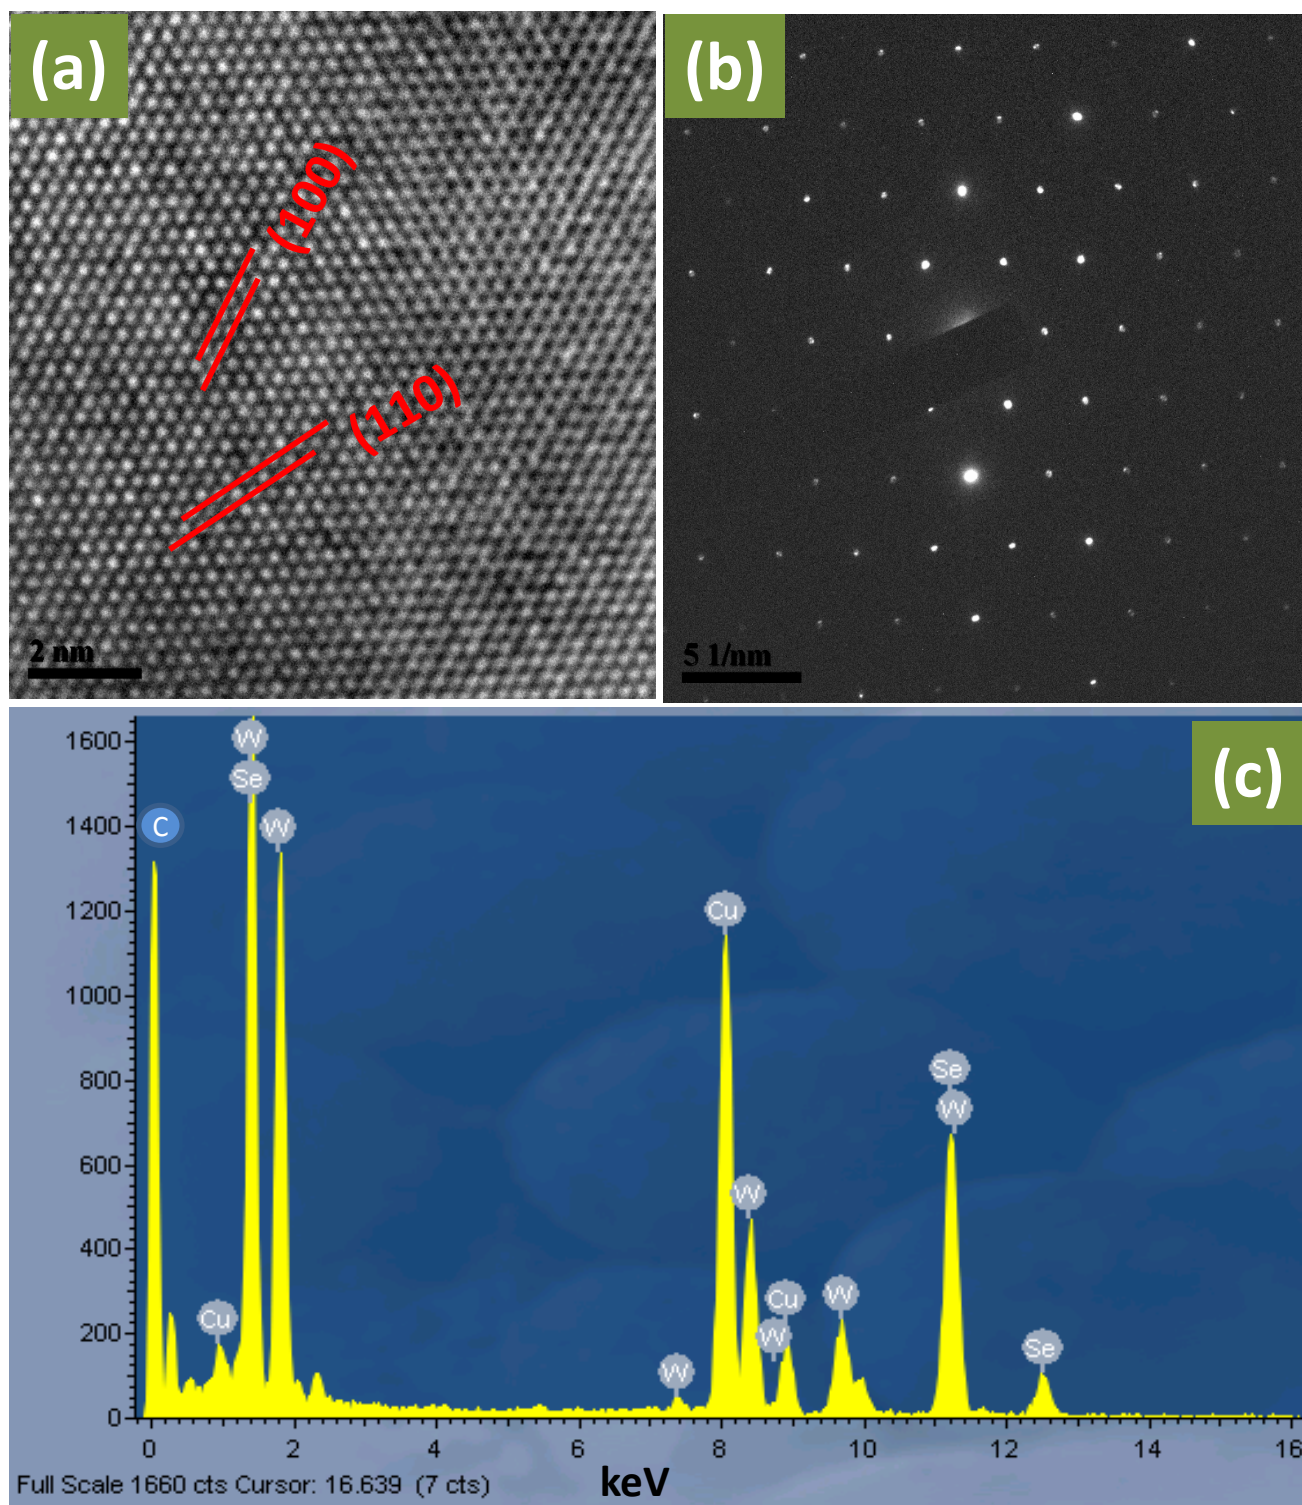 (a)
(b)
(100)
(110)
2 nm
5 1/nm
(c)
1600
1400
1200
1000
800
600
400
200
0
W
Se
C
W
Cu
Cu
W
W
Cu
W
W
Se
W
Se
0 2 4 6 8 10 12 14 16
Full Scale 1660 cts Cursor: 16.639 (7 cts)
keV